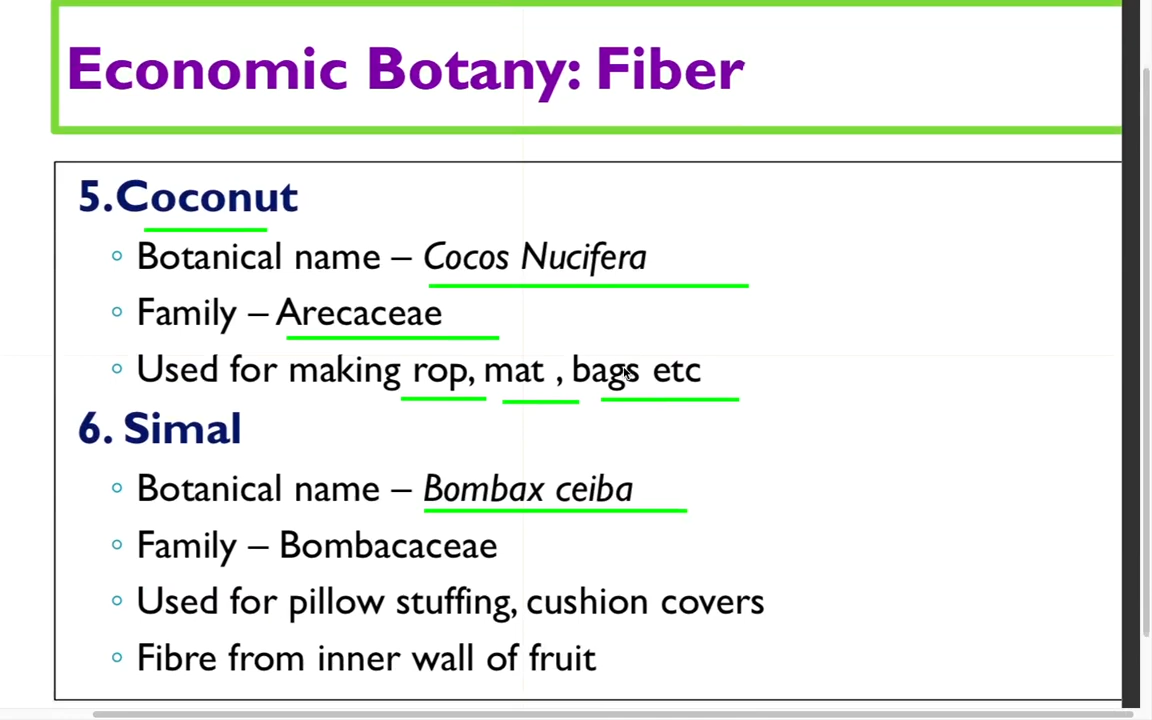 Economic Botany: Fiber
5.Coconut
Botanical name – Cocos Nucifera
Family – Arecaceae
Used for making rop, mat , bags etc
6. Simal
Botanical name – Bombax ceiba
Family – Bombacaceae
Used for pillow stuffing, cushion covers
Fibre from inner wall of fruit